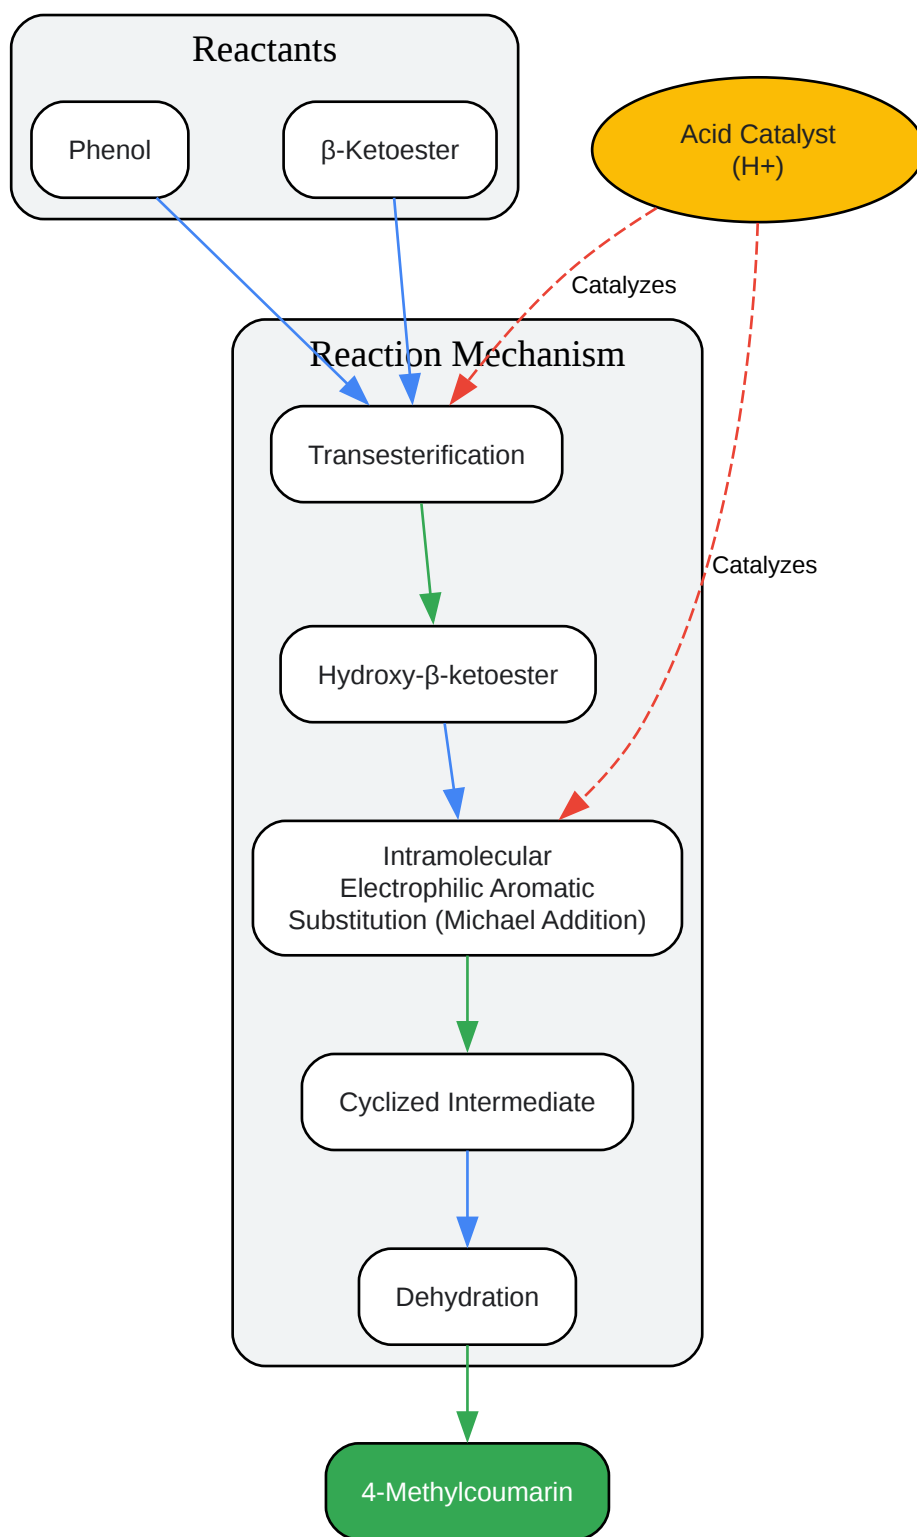 Reactants
Phenol
β-Ketoester
Acid Catalyst
(H+)
Catalyzes
Reaction Mechanism
Transesterification
Catalyzes
Hydroxy-β-ketoester
Intramolecular
Electrophilic Aromatic
Substitution (Michael Addition)
Cyclized Intermediate
Dehydration
4-Methylcoumarin